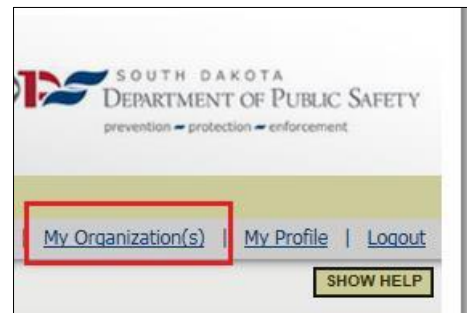 SOUTH DAKOTA
DEPARTMENT OF PUBLIC SAFETY
prevention - protection - enforcement
| My Organization(s) | My Profile | Logout
SHOW HELP